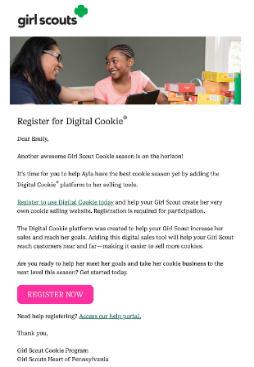 girl scouts
Register for Digital Cookie®
Dear Emily,
Another awesome Girl Scout Cookie season is on the horizon!
It's time for you to help Ayla have the best cookie season yet by adding the
Digital Cookie® platform to her selling tools.
Register to use Digital Cookie today and help your Girl Scout create her very
own cookie selling website. Registration is required for participation.
The Digital Cookie platform was created to help your Girl Scout increase her
sales and reach her goals. Adding this digital sales tool will help your Girl Scout
reach customers near and far—making it easier to sell more cookies.
Are you ready to help her meet her goals and take her cookie business to the
next level this season? Get started today.
REGISTER NOW
Need help registering? Access our help portal.
Thank you,
Girl Scout Cookie Program
Girl Scouts Heart of Pennsylvania